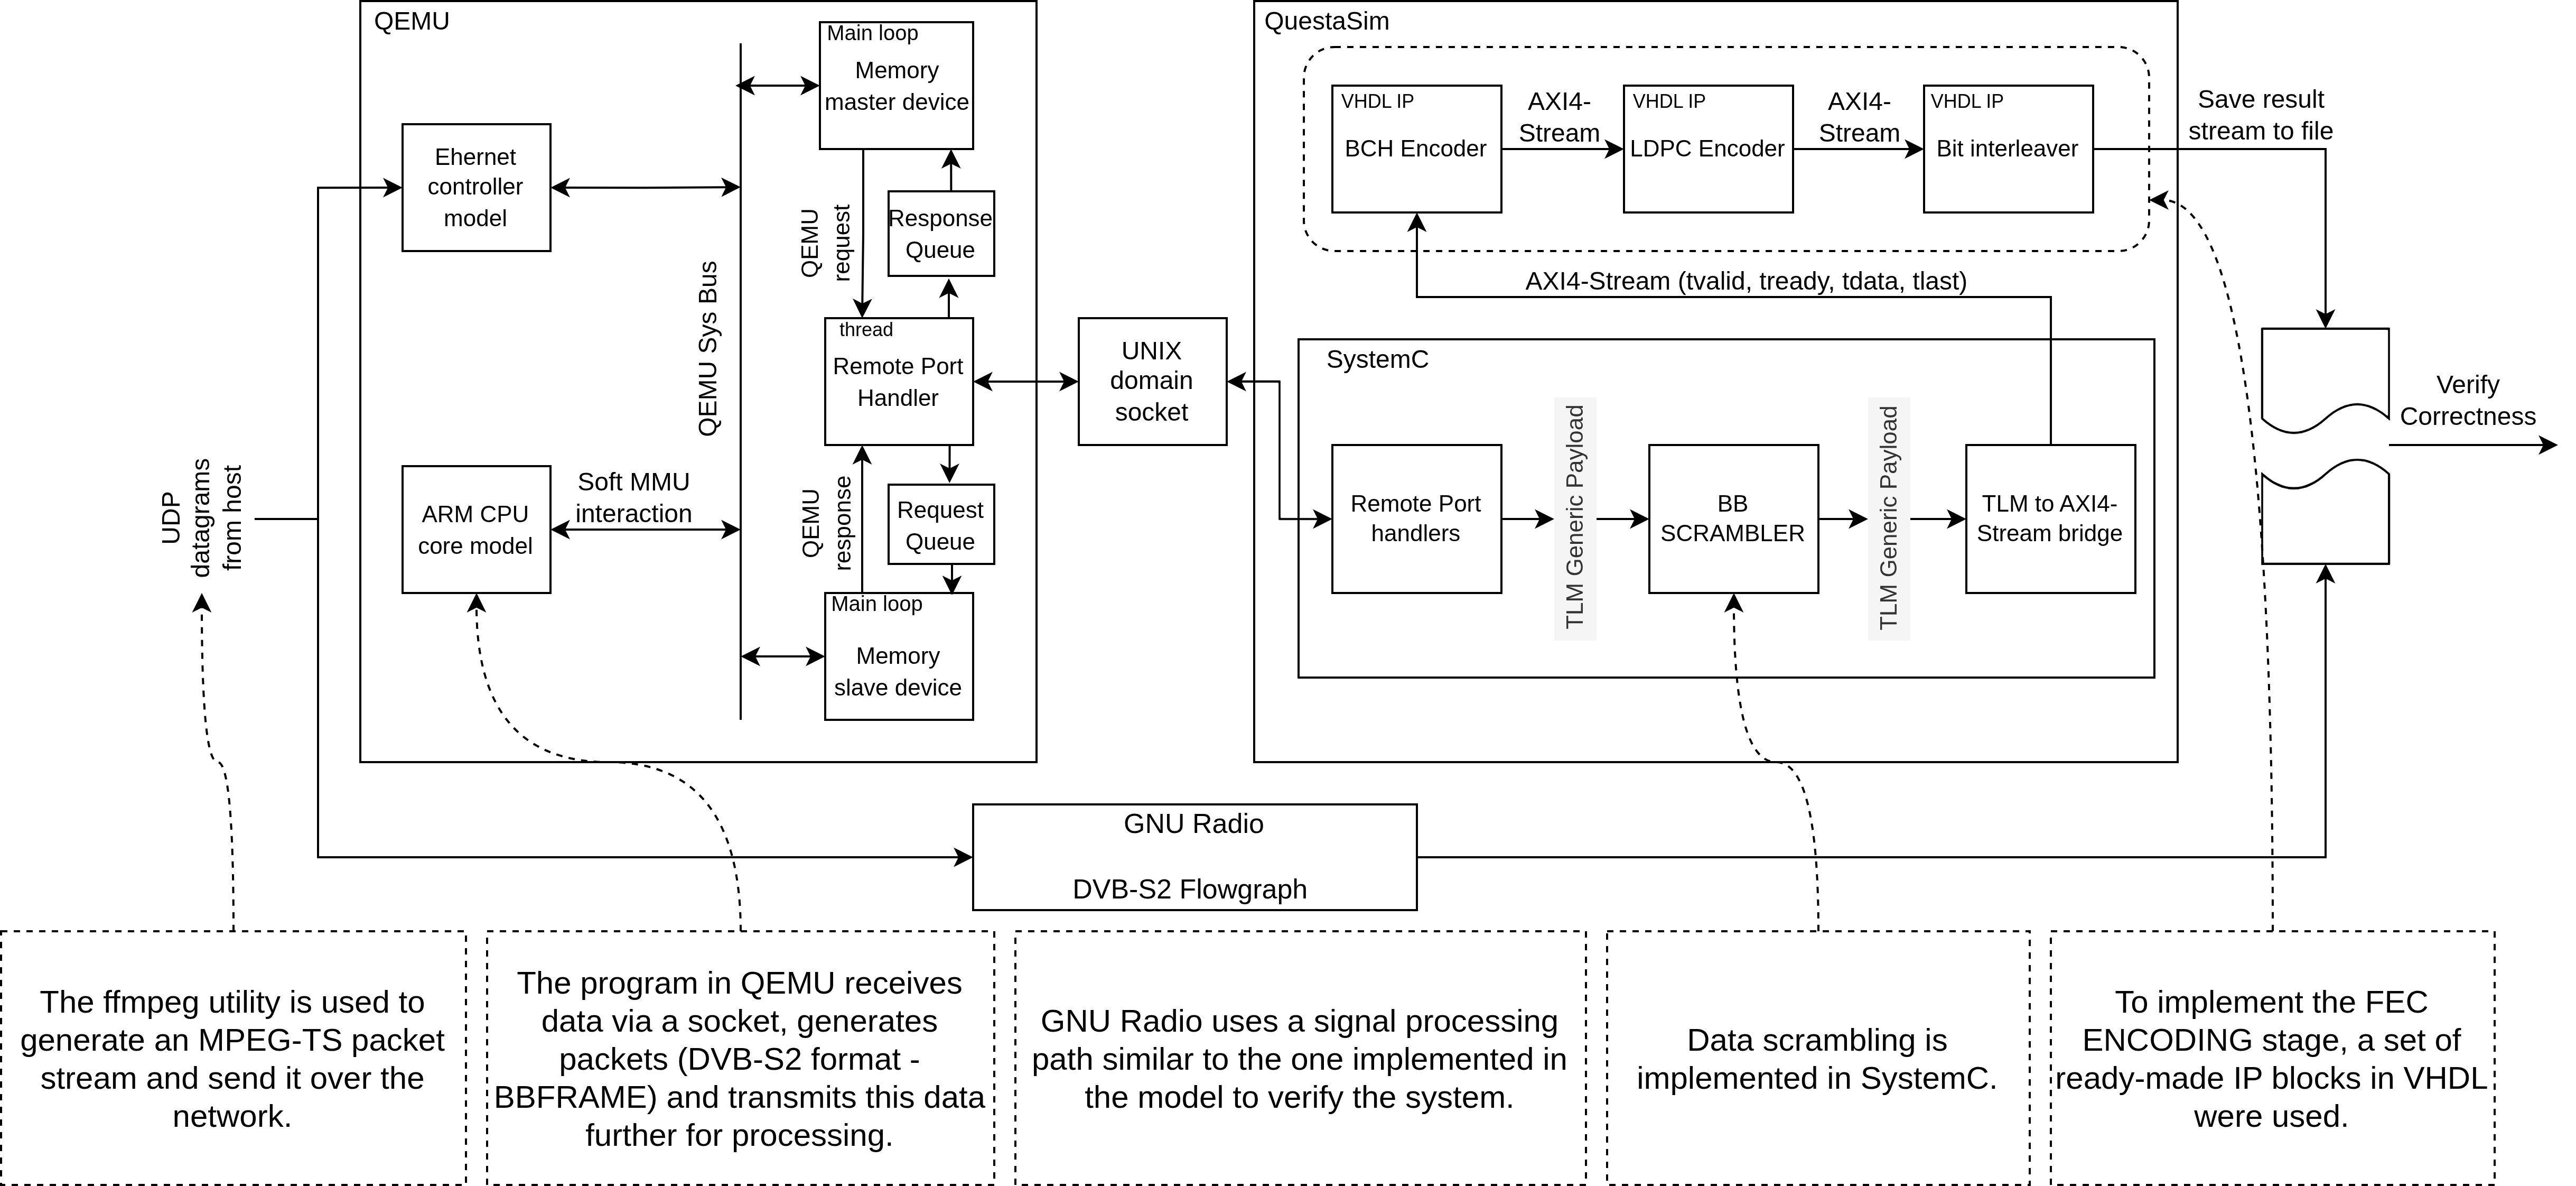 QEMU
Main loop
Memory
master device
Ehernet
controller
model
QEMU
request
Response
Queue
QEMU Sys Bus
thread
Remote Port
Handler
UDP
datagrams
from host
ARM CPU
core model
Soft MMU
interaction
QEMU
response
Request
Queue
Main loop
Memory
slave device
UNIX
domain
socket
QuestaSim
VHDL IP
BCH Encoder
AXI4-
Stream
VHDL IP
LDPC Encoder
AXI4-
Stream
VHDL IP
Bit interleaver
Save result
stream to file
AXI4-Stream (tvalid, tready, tdata, tlast)
SystemC
Remote Port
handlers
TLM Generic Payload
BB
SCRAMBLER
TLM Generic Payload
TLM to AXI4-
Stream bridge
Verify
Correctness
GNU Radio
DVB-S2 Flowgraph
The ffmpeg utility is used to
generate an MPEG-TS packet
stream and send it over the
network.
The program in QEMU receives
data via a socket, generates
packets (DVB-S2 format -
BBFRAME) and transmits this data
further for processing.
GNU Radio uses a signal processing
path similar to the one implemented in
the model to verify the system.
Data scrambling is
implemented in SystemC.
To implement the FEC
ENCODING stage, a set of
ready-made IP blocks in VHDL
were used.